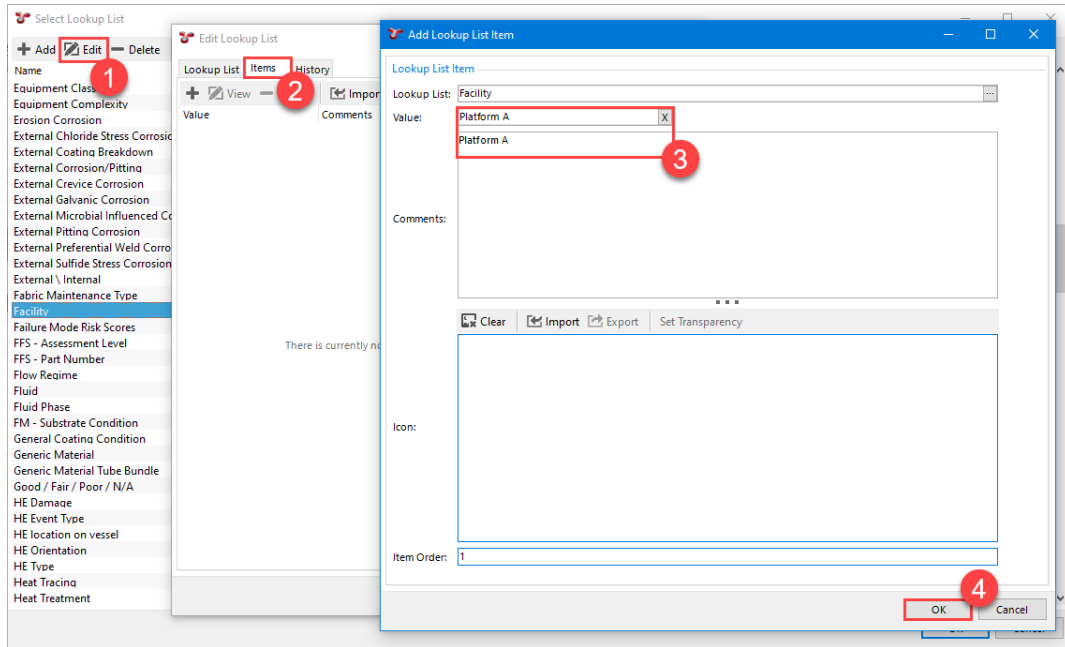 Select Lookup List
Add Edit Delete
Name
Equipment Class
Equipment Complexity
Erosion Corrosion
External Chloride Stress Corrosic
External Coating Breakdown
External Corrosion/Pitting
External Crevice Corrosion
External Galvanic Corrosion
External Microbial Influenced Co
External Pitting Corrosion
External Preferential Weld Corro
External Sulfide Stress Corrosion
External \ Internal
Fabric Maintenance Type
Facility
Failure Mode Risk Scores
FFS - Assessment Level
FFS - Part Number
Flow Regime
Fluid
Fluid Phase
FM - Substrate Condition
General Coating Condition
Generic Material
Generic Material Tube Bundle
Good / Fair / Poor / N/A
HE Damage
HE Event Type
HE location on vessel
HE Orientation
HE Type
Heat Tracing
Heat Treatment
1
Edit Lookup List
Lookup List Items History
View Impor
2
Value Comments
There is currently no
Add Lookup List Item
Lookup List Item
Lookup List: Facility ...
Value: Platform A X
Platform A
3
Comments:
Clear Import Export Set Transparency
Icon:
Item Order: 1
4
OK Cancel